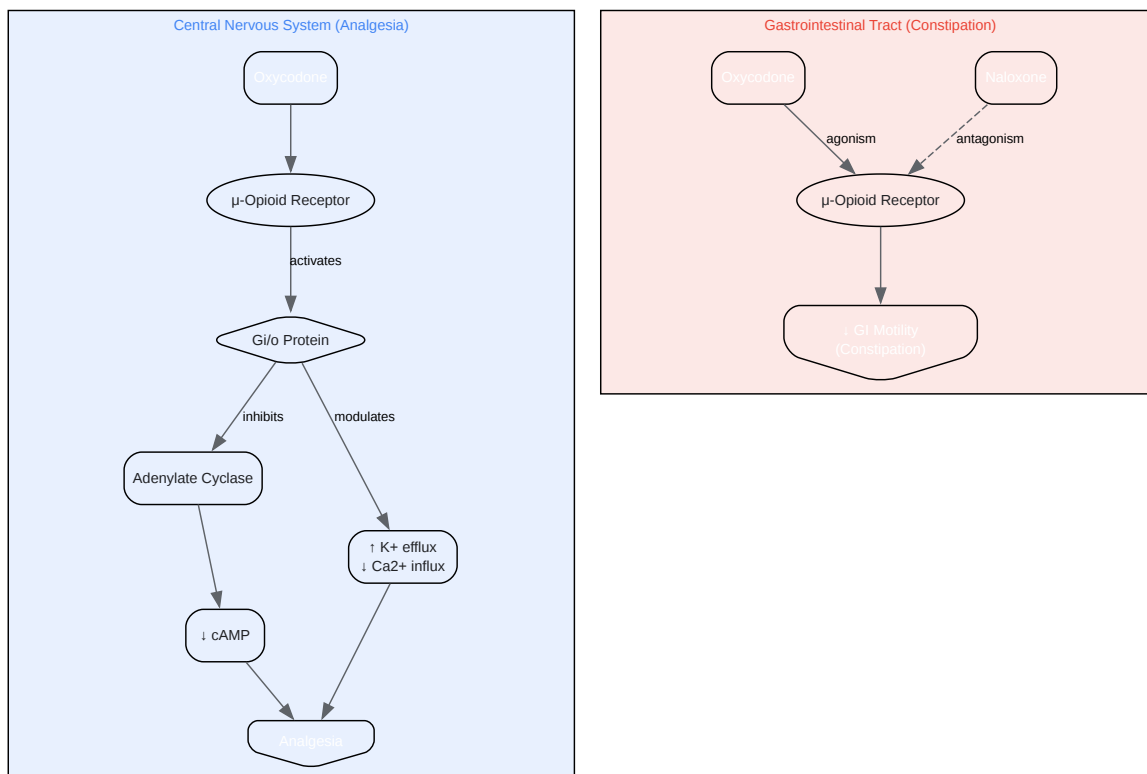 Central Nervous System (Analgesia)
Oxycodone
μ-Opioid Receptor
activates
Gi/o Protein
inhibits
modulates
Adenylate Cyclase
↑ K+ efflux
↓ Ca2+ influx
↓ cAMP
Analgesia
Gastrointestinal Tract (Constipation)
Oxycodone
Naloxone
agonism
antagonism
μ-Opioid Receptor
↓ GI Motility
(Constipation)